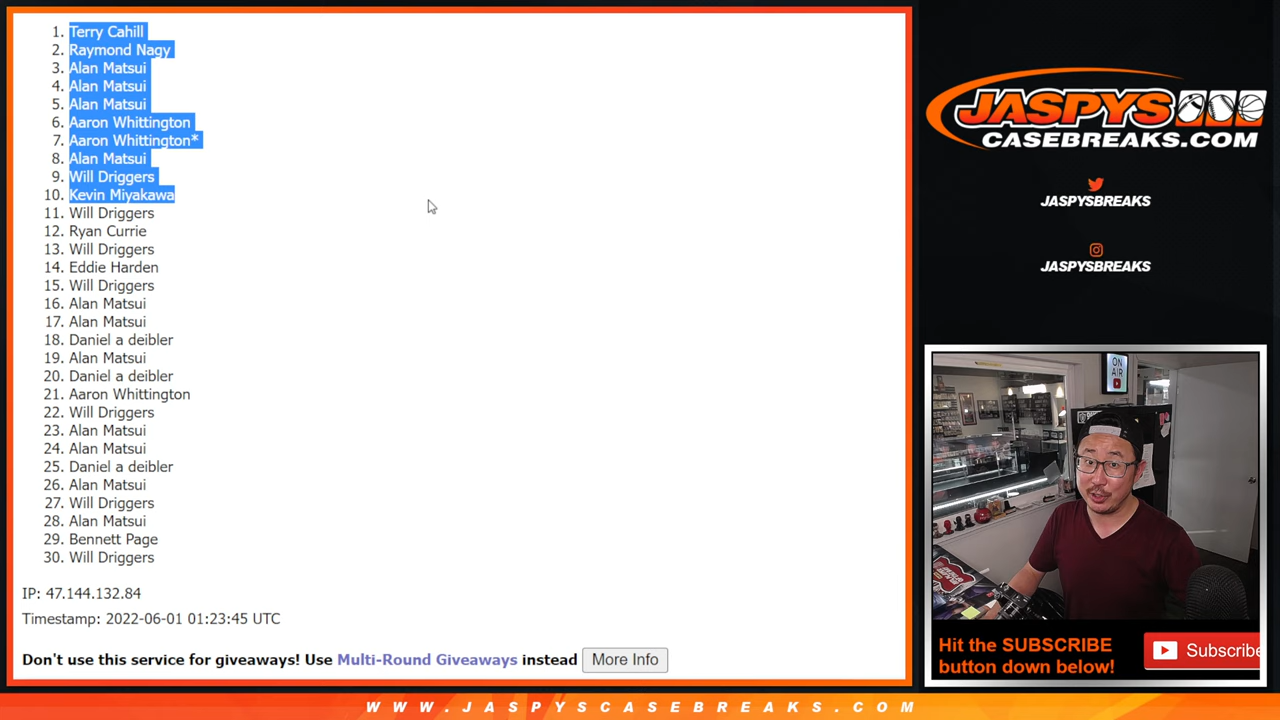 1. Terry Cahill
2. Raymond Nagy
3. Alan Matsui
4. Alan Matsui
5. Alan Matsui
6. Aaron Whittington
7. Aaron Whittington*
8. Alan Matsui
9. Will Driggers
10. Kevin Miyakawa
11. Will Driggers
12. Ryan Currie
13. Will Driggers
14. Eddie Harden
15. Will Driggers
16. Alan Matsui
17. Alan Matsui
18. Daniel a deibler
19. Alan Matsui
20. Daniel a deibler
21. Aaron Whittington
22. Will Driggers
23. Alan Matsui
24. Alan Matsui
25. Daniel a deibler
26. Alan Matsui
27. Will Driggers
28. Alan Matsui
29. Bennett Page
30. Will Driggers
IP: 47.144.132.84
Timestamp: 2022-06-01 01:23:45 UTC
Don't use this service for giveaways! Use Multi-Round Giveaways instead More Info
JASPYS
CASEBREAKS.COM
JASPYSBREAKS
JASPYSBREAKS
ON
AIR
Hit the SUBSCRIBE
button down below!
Subscribe
WWW.JASPYSCASEBREAKS.COM